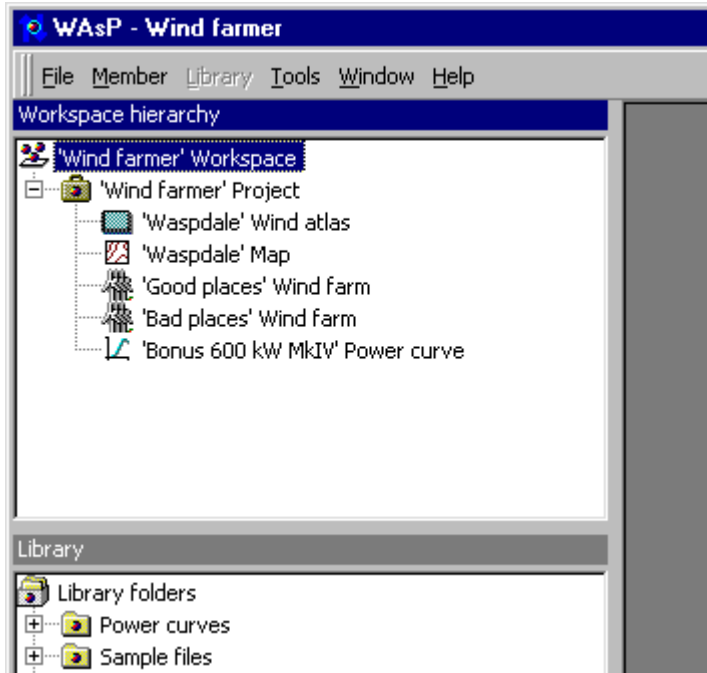 WAsP - Wind farmer
File Member Library Tools Window Help
Workspace hierarchy
'Wind farmer' Workspace
'Wind farmer' Project
'Waspdale' Wind atlas
'Waspdale' Map
'Good places' Wind farm
'Bad places' Wind farm
'Bonus 600 kW MkIV' Power curve
Library
Library folders
Power curves
Sample files